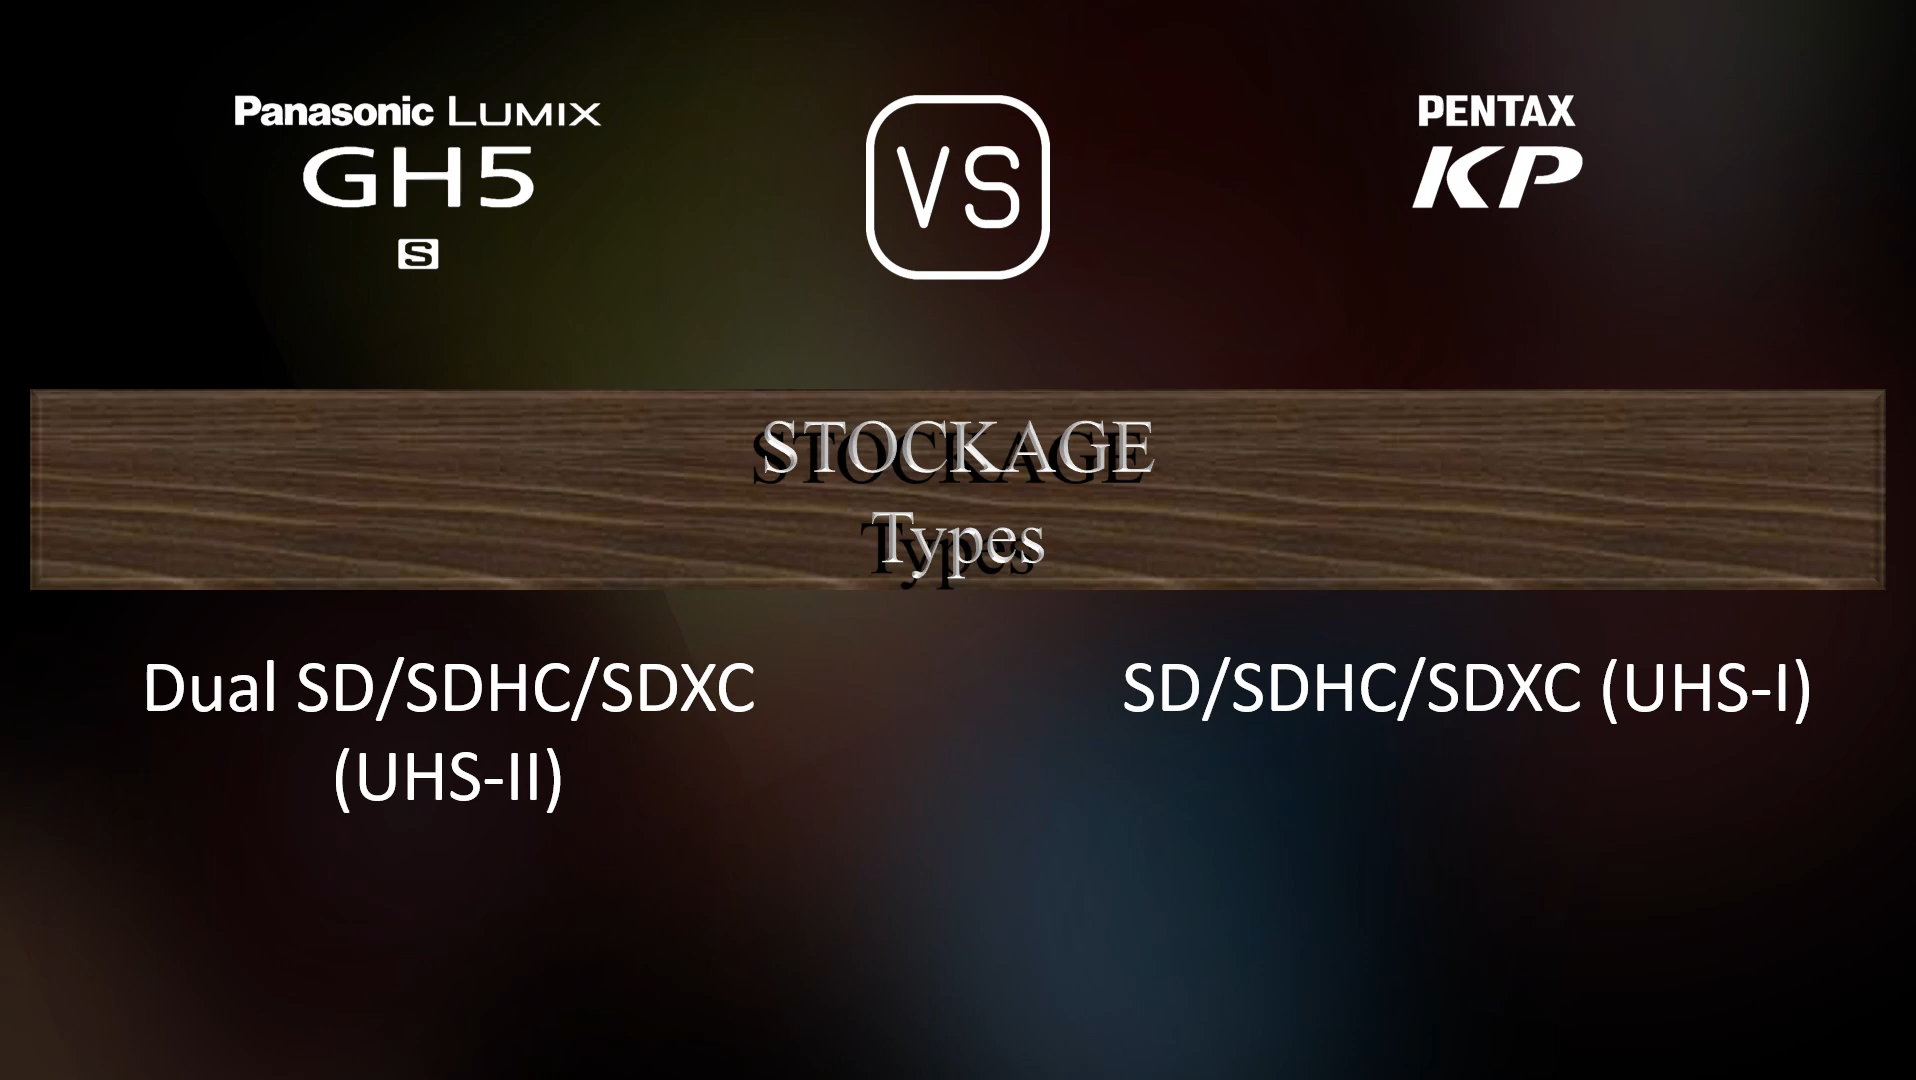 Panasonic LUMIX
GH5
S
VS
PENTAX
KP
STOCKAGE
Types
Dual SD/SDHC/SDXC
(UHS-II)
SD/SDHC/SDXC (UHS-I)